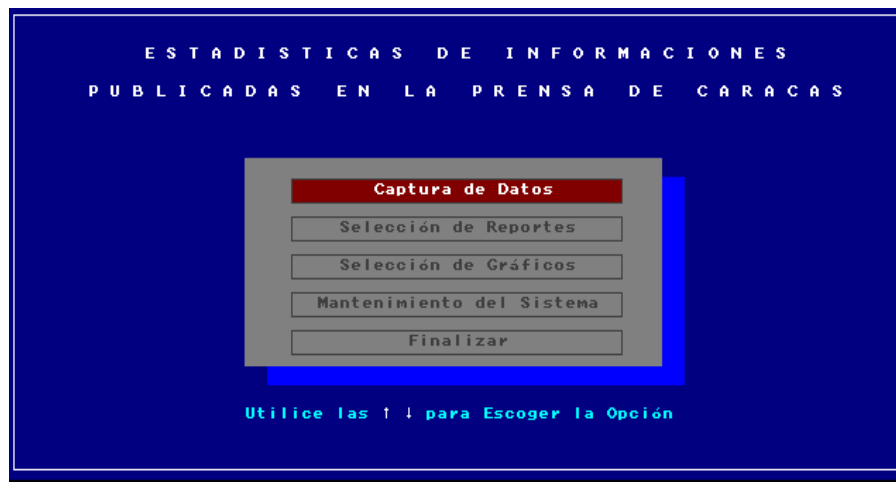 ESTADISTICAS DE INFORMACIONES
PUBLICADAS EN LA PRENSA DE CARACAS
Captura de Datos
Selección de Reportes
Selección de Gráficos
Mantenimiento del Sistema
Finalizar
Utilice las ↑ ↓ para Escoger la Opción